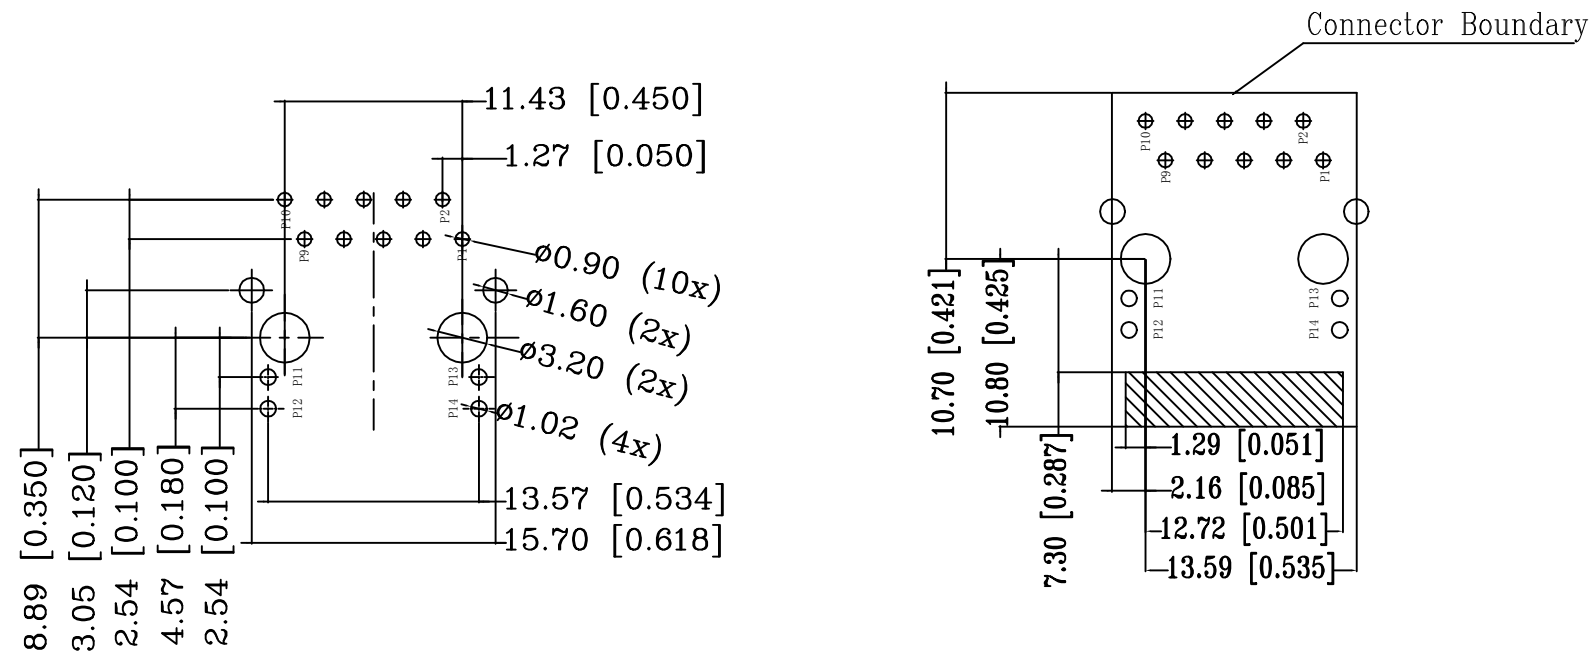 Connector Boundary
11.43 [0.450]
1.27 [0.050]
P10
P2
P9
P1
ø0.90 (10x)
ø1.60 (2x)
ø3.20 (2x)
P11
P13
P12
P14
ø1.02 (4x)
8.89 [0.350]
3.05 [0.120]
2.54 [0.100]
4.57 [0.180]
2.54 [0.100]
13.57 [0.534]
15.70 [0.618]
P10
P2
P9
P1
10.70 [0.421]
10.80 [0.425]
P11
P13
P12
P14
7.30 [0.287]
1.29 [0.051]
2.16 [0.085]
12.72 [0.501]
13.59 [0.535]